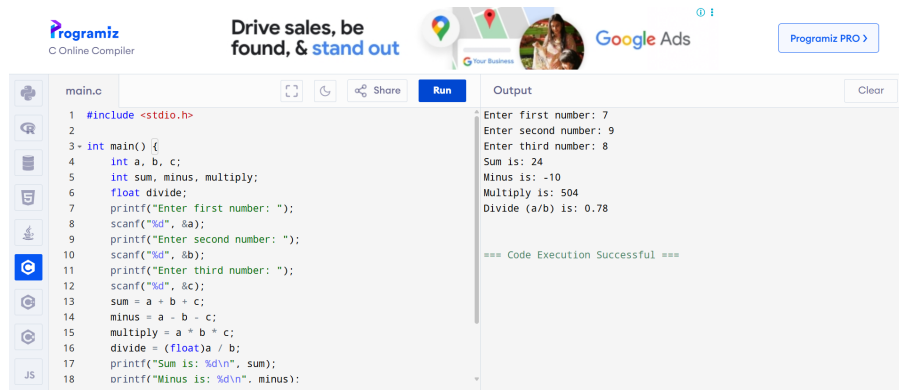 Programiz
C Online Compiler
Drive sales, be
found, & stand out
Your Business
Google Ads
Programiz PRO >
main.c
Share
Run
Output
Clear
1 #include <stdio.h>
2
3 int main() {
4 int a, b, c;
5 int sum, minus, multiply;
6 float divide;
7 printf("Enter first number: ");
8 scanf("%d", &a);
9 printf("Enter second number: ");
10 scanf("%d", &b);
11 printf("Enter third number: ");
12 scanf("%d", &c);
13 sum = a + b + c;
14 minus = a - b - c;
15 multiply = a * b * c;
16 divide = (float)a / b;
17 printf("Sum is: %d\n", sum);
18 printf("Minus is: %d\n", minus);
Enter first number: 7
Enter second number: 9
Enter third number: 8
Sum is: 24
Minus is: -10
Multiply is: 504
Divide (a/b) is: 0.78
=== Code Execution Successful ===
JS